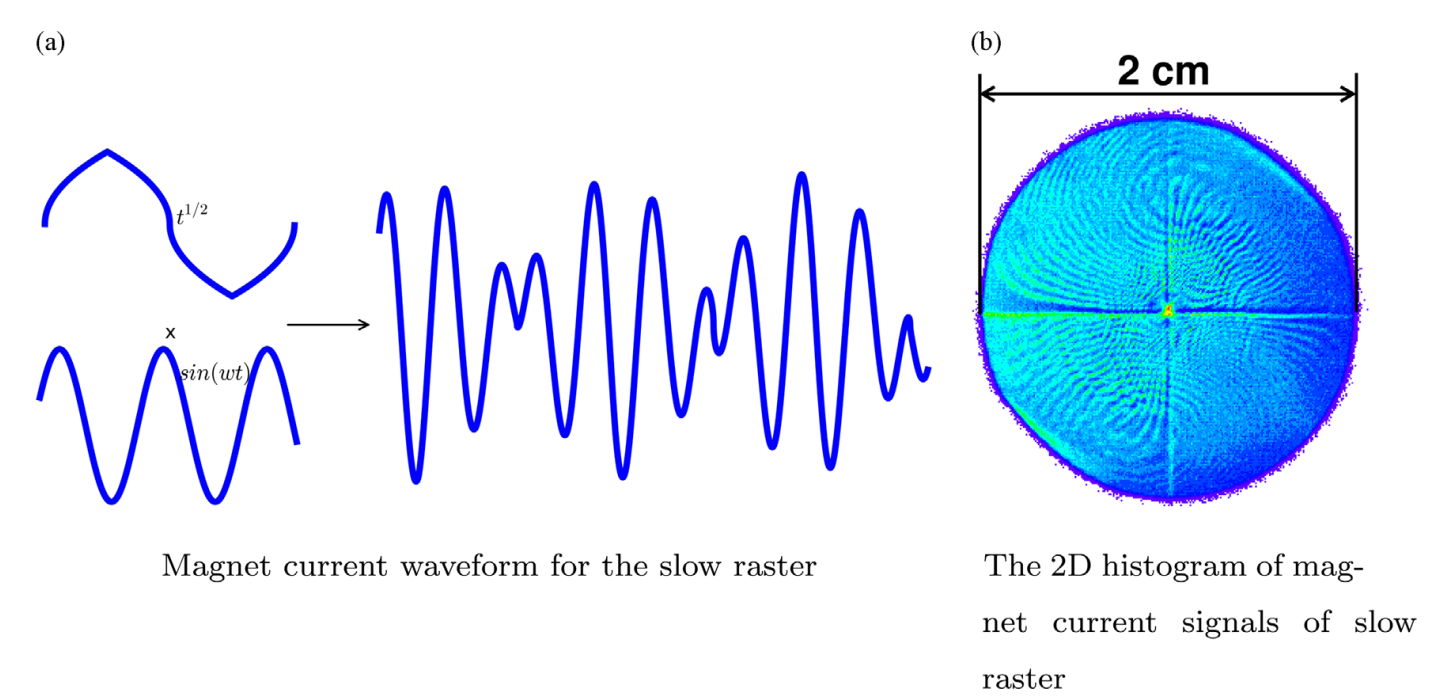 (a)
t^{1/2}
x
sin(wt)
Magnet current waveform for the slow raster
(b)
2 cm
The 2D histogram of mag-
net current signals of slow
raster